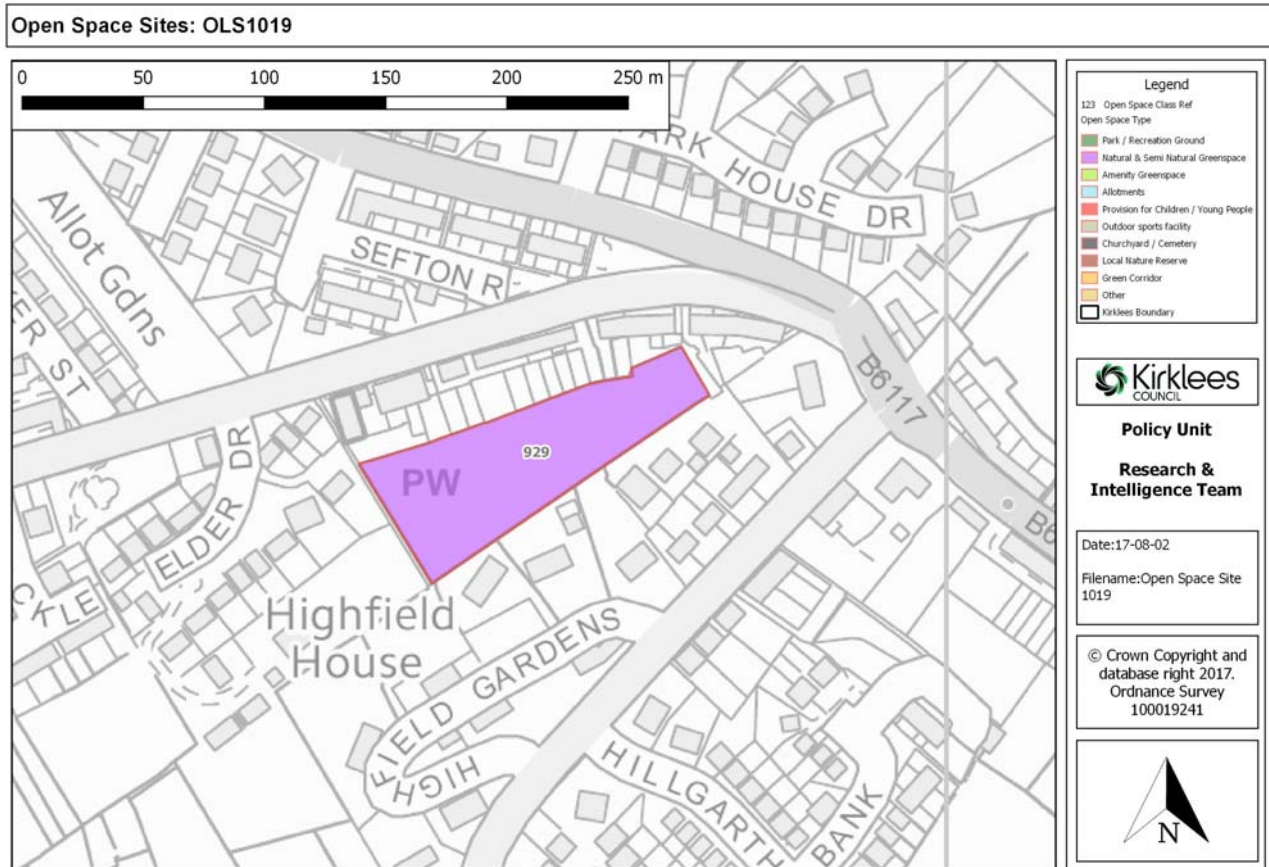 Open Space Sites: OLS1019
0 50 100 150 200 250 m
PARK HOUSE DR
Allot Gdns
SEFTON R
KER ST
B6117
ELDER DR
929
PW
CKLE
Highfield
House
HIGHFIELD GARDENS
HILLGARTH
BANK
B6
Legend
123 Open Space Class Ref
Open Space Type
Park / Recreation Ground
Natural & Semi Natural Greenspace
Amenity Greenspace
Allotments
Provision for Children / Young People
Outdoor sports facility
Churchyard / Cemetery
Local Nature Reserve
Green Corridor
Other
Kirklees Boundary
Kirklees
COUNCIL
Policy Unit
Research &
Intelligence Team
Date:17-08-02
Filename:Open Space Site
1019
© Crown Copyright and
database right 2017.
Ordnance Survey
100019241
N